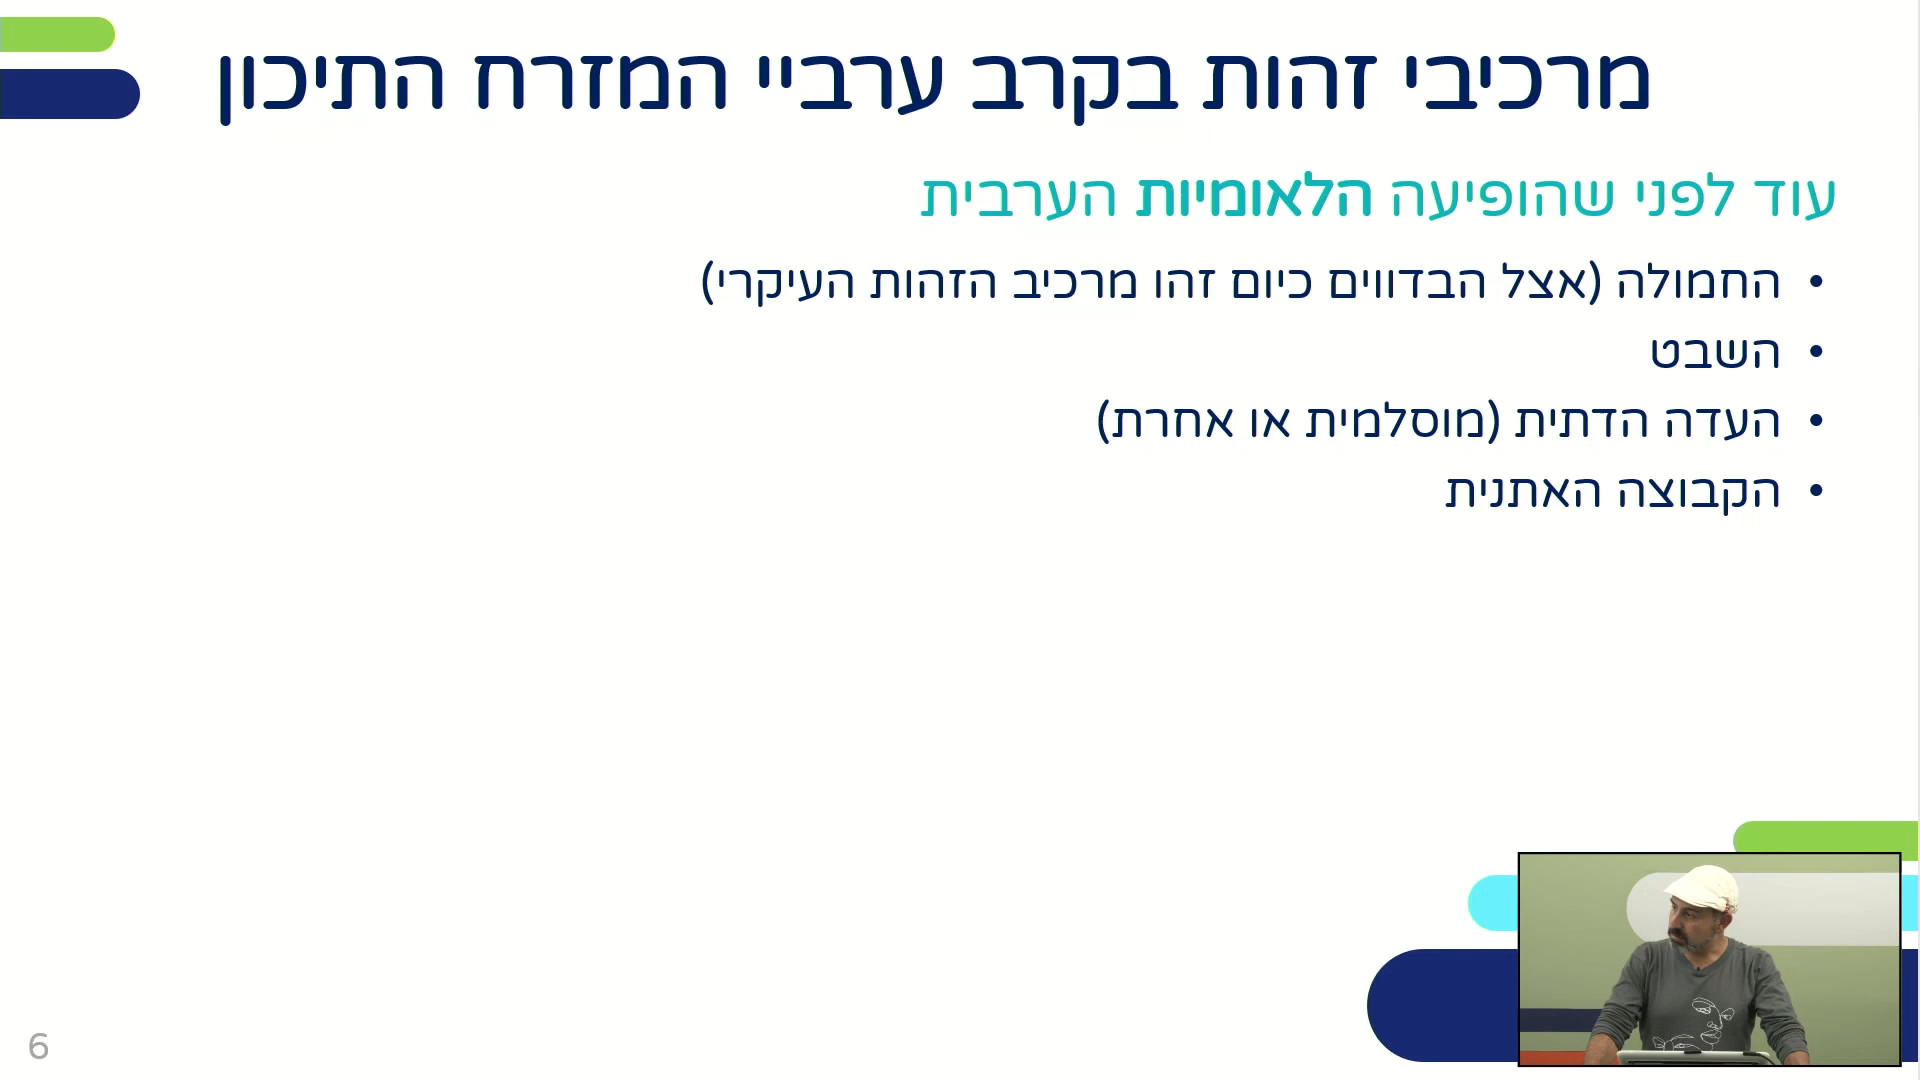 מרכיבי זהות בקרב ערביי המזרח התיכון
עוד לפני שהופיעה הלאומיות הערבית
• החמולה (אצל הבדווים כיום זהו מרכיב הזהות העיקרי)
• השבט
• העדה הדתית (מוסלמית או אחרת)
• הקבוצה האתנית
6